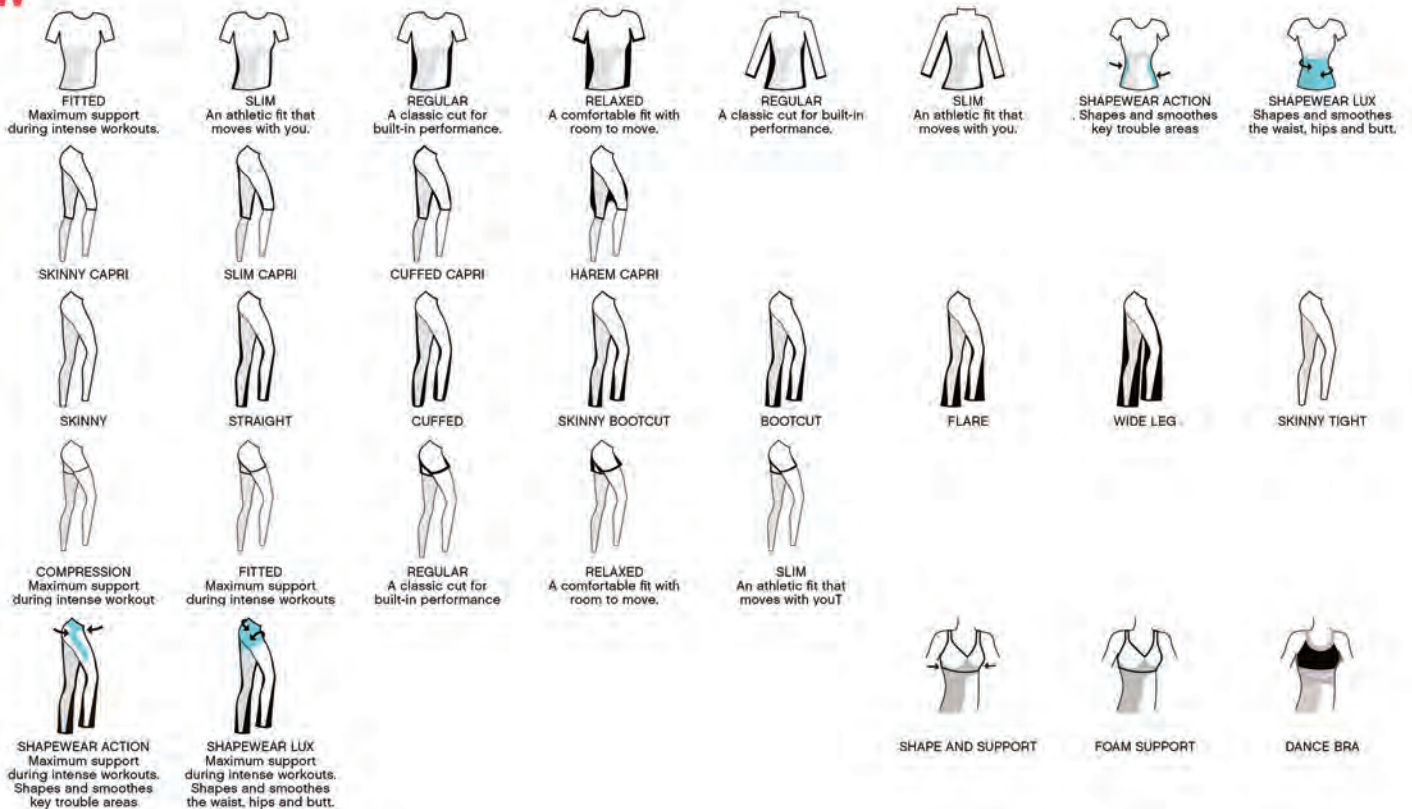 FITTED
Maximum support
during intense workouts.
SLIM
An athletic fit that
moves with you.
REGULAR
A classic cut for
built-in performance.
RELAXED
A comfortable fit with
room to move.
REGULAR
A classic cut for built-in
performance.
SLIM
An athletic fit that
moves with you.
SHAPEWEAR ACTION
. Shapes and smoothes
key trouble areas
SHAPEWEAR LUX
Shapes and smoothes
the waist, hips and butt.
SKINNY CAPRI
SLIM CAPRI
CUFFED CAPRI
HAREM CAPRI
SKINNY
STRAIGHT
CUFFED
SKINNY BOOTCUT
BOOTCUT
FLARE
WIDE LEG
SKINNY TIGHT
COMPRESSION
Maximum support
during intense workout
FITTED
Maximum support
during intense workouts
REGULAR
A classic cut for
built-in performance
RELAXED
A comfortable fit with
room to move.
SLIM
An athletic fit that
moves with youT
SHAPEWEAR ACTION
Maximum support
during intense workouts.
Shapes and smoothes
key trouble areas
SHAPEWEAR LUX
Maximum support
during intense workouts.
Shapes and smoothes
the waist, hips and butt.
SHAPE AND SUPPORT
FOAM SUPPORT
DANCE BRA